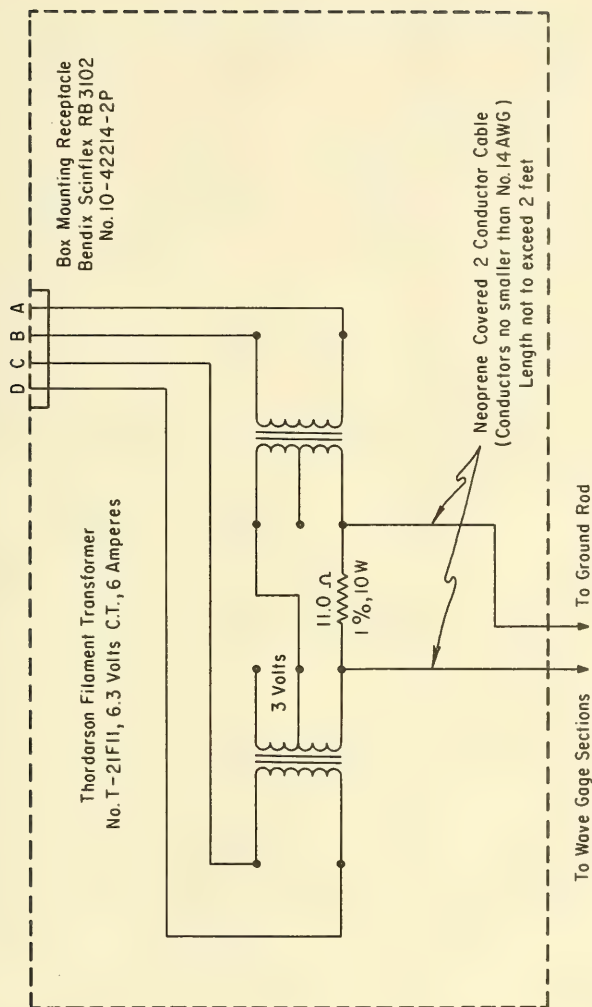 Box Mounting Receptacle
Bendix Scinflex RB 3102
No. 10-42214-2P
D C B A
Thordarson Filament Transformer
No. T-21F11, 6.3 Volts C.T., 6 Amperes
3 Volts
11.0 Ω
1 %, 10W
Neoprene Covered 2 Conductor Cable
(Conductors no smaller than No. 14 AWG)
Length not to exceed 2 feet
To Wave Gage Sections
To Ground Rod